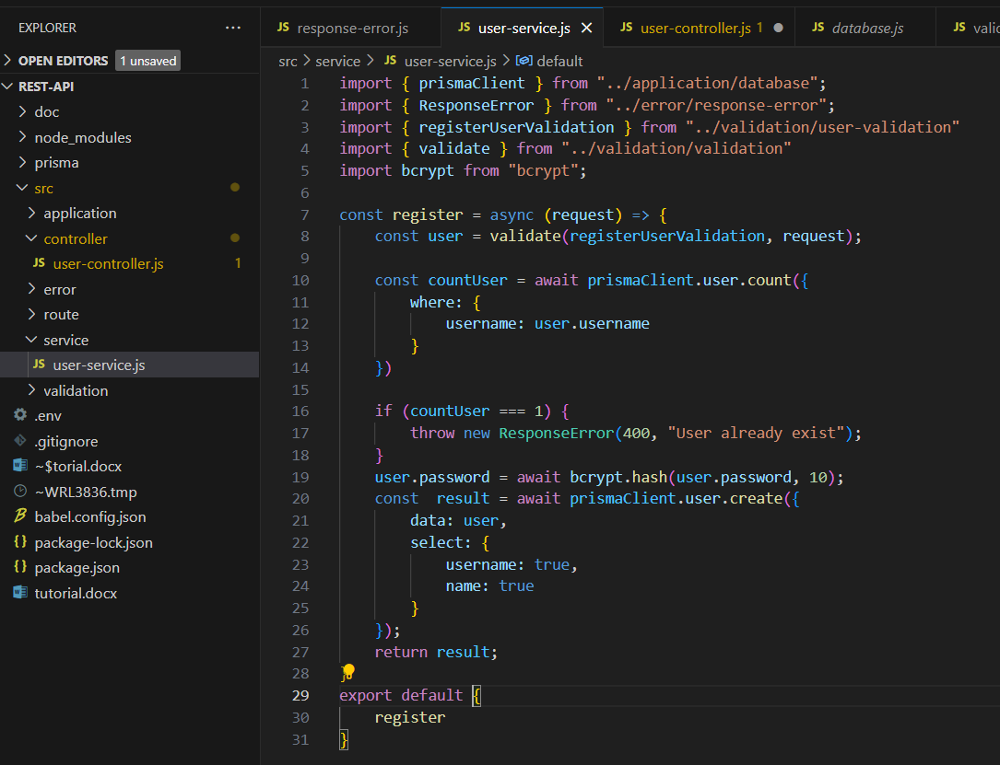 EXPLORER
OPEN EDITORS 1 unsaved
REST-API
doc
node_modules
prisma
src
application
controller
JS user-controller.js 1
error
route
service
JS user-service.js
validation
.env
.gitignore
~$torial.docx
~WRL3836.tmp
babel.config.json
package-lock.json
package.json
tutorial.docx
JS response-error.js JS user-service.js JS user-controller.js 1 JS database.js JS
src > service > JS user-service.js > default
1 import { prismaClient } from "../application/database";
2 import { ResponseError } from "../error/response-error";
3 import { registerUserValidation } from "../validation/user-validation"
4 import { validate } from "../validation/validation"
5 import bcrypt from "bcrypt";
6
7 const register = async (request) => {
8     const user = validate(registerUserValidation, request);
9
10     const countUser = await prismaClient.user.count({
11         where: {
12             username: user.username
13         }
14     })
15
16     if (countUser === 1) {
17         throw new ResponseError(400, "User already exist");
18     }
19     user.password = await bcrypt.hash(user.password, 10);
20     const  result = await prismaClient.user.create({
21         data: user,
22         select: {
23             username: true,
24             name: true
25         }
26     });
27     return result;
28 }
29 export default {
30     register
31 }